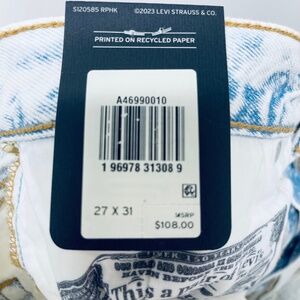 S120585 RPHK ©2023 LEVI STRAUSS & CO.
PRINTED ON RECYCLED PAPER
A46990010
1 96978 31308 9
27 X 31
MSRP
$108.00
This a